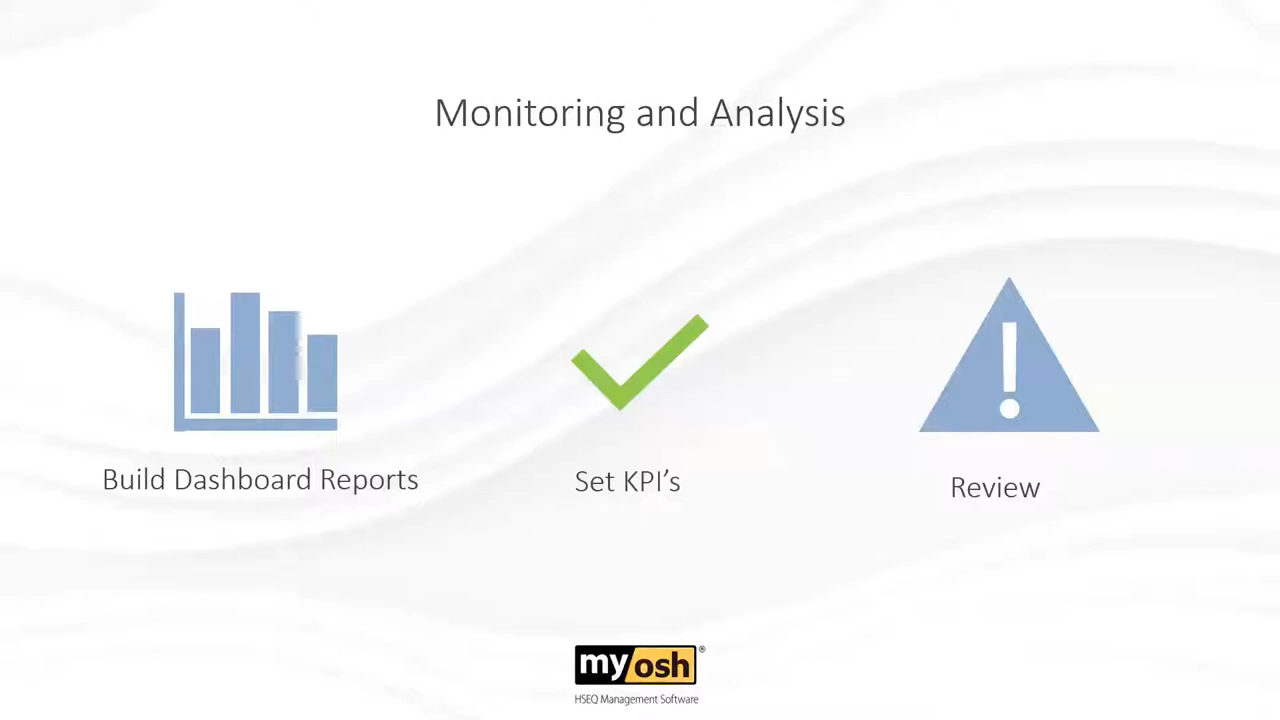 Monitoring and Analysis
Build Dashboard Reports
Set KPI’s
Review
myosh®
HSEQ Management Software